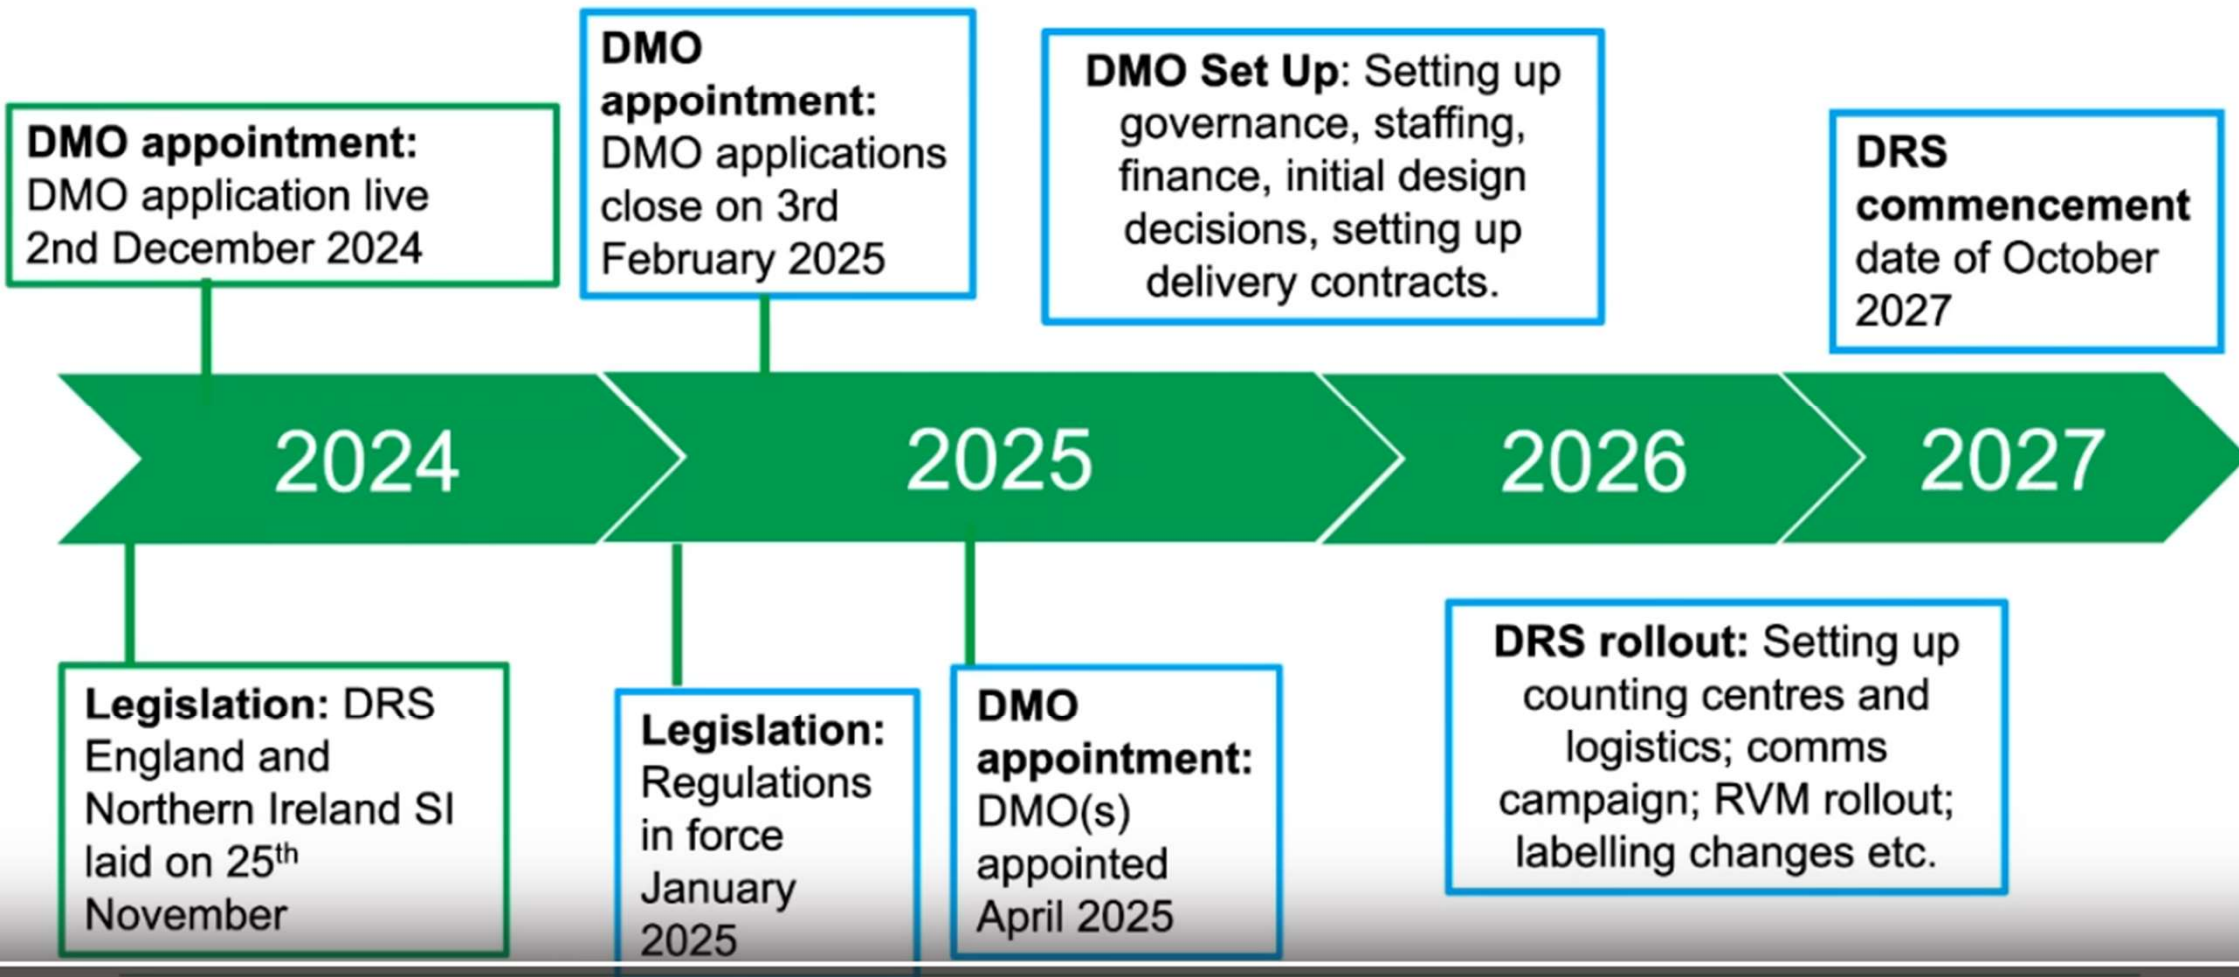 DMO appointment:
DMO application live
2nd December 2024
DMO
appointment:
DMO applications
close on 3rd
February 2025
DMO Set Up: Setting up
governance, staffing,
finance, initial design
decisions, setting up
delivery contracts.
DRS
commencement
date of October
2027
2024
2025
2026
2027
Legislation: DRS
England and
Northern Ireland SI
laid on 25th
November
Legislation:
Regulations
in force
January
2025
DMO
appointment:
DMO(s)
appointed
April 2025
DRS rollout: Setting up
counting centres and
logistics; comms
campaign; RVM rollout;
labelling changes etc.